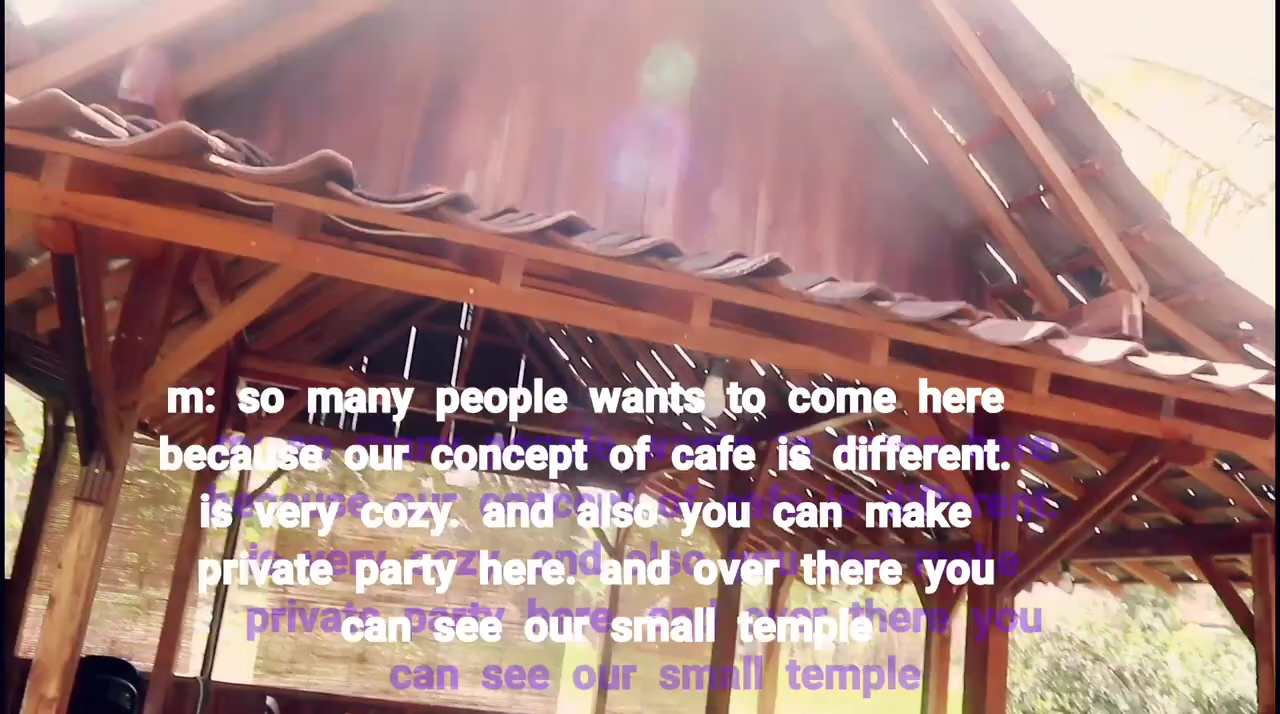 m: so many people wants to come here
because our concept of cafe is different.
is very cozy. and also you can make
private party here. and over there you
can see our small temple